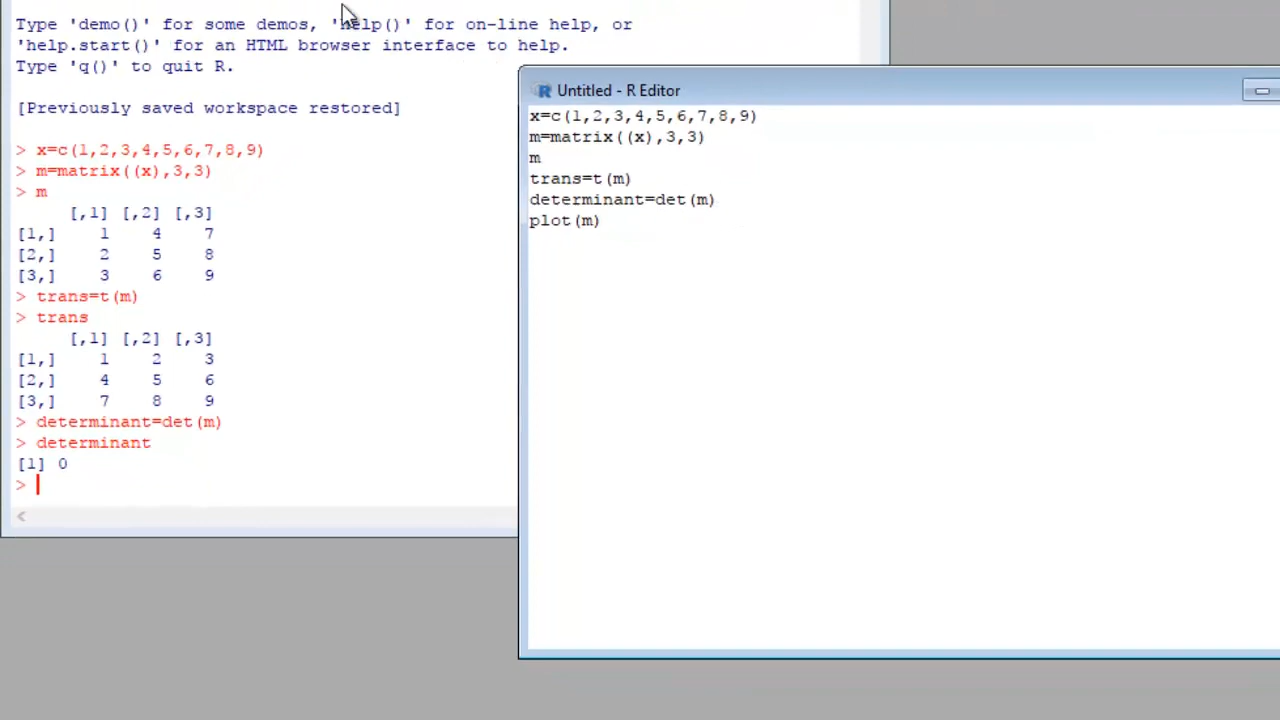 Type 'demo()' for some demos, 'help()' for on-line help, or
'help.start()' for an HTML browser interface to help.
Type 'q()' to quit R.
[Previously saved workspace restored]
> x=c(1,2,3,4,5,6,7,8,9)
> m=matrix((x),3,3)
> m
[,1] [,2] [,3]
[1,] 1 4 7
[2,] 2 5 8
[3,] 3 6 9
> trans=t(m)
> trans
[,1] [,2] [,3]
[1,] 1 2 3
[2,] 4 5 6
[3,] 7 8 9
> determinant=det(m)
> determinant
[1] 0
>
R Untitled - R Editor
x=c(1,2,3,4,5,6,7,8,9)
m=matrix((x),3,3)
m
trans=t(m)
determinant=det(m)
plot(m)